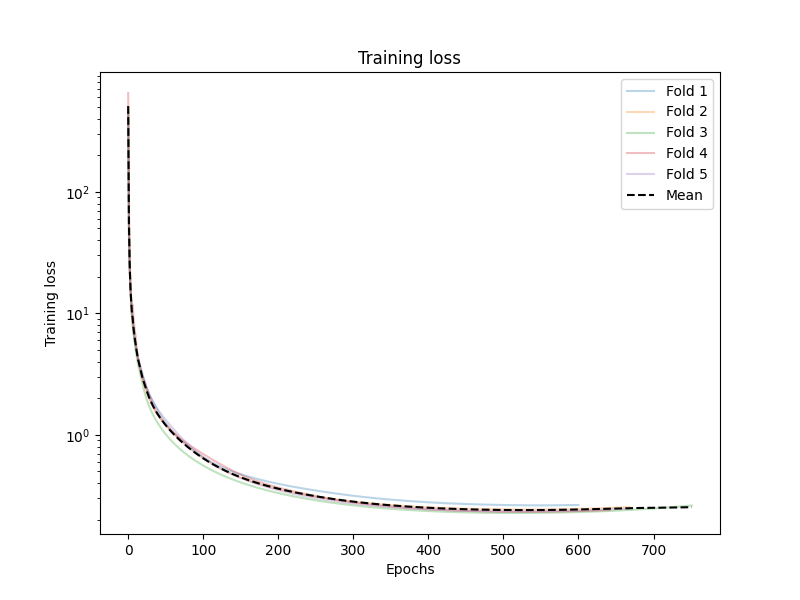 Training loss
Fold 1
Fold 2
Fold 3
Fold 4
Fold 5
Mean
Training loss
10²
10¹
10⁰
0 100 200 300 400 500 600 700
Epochs